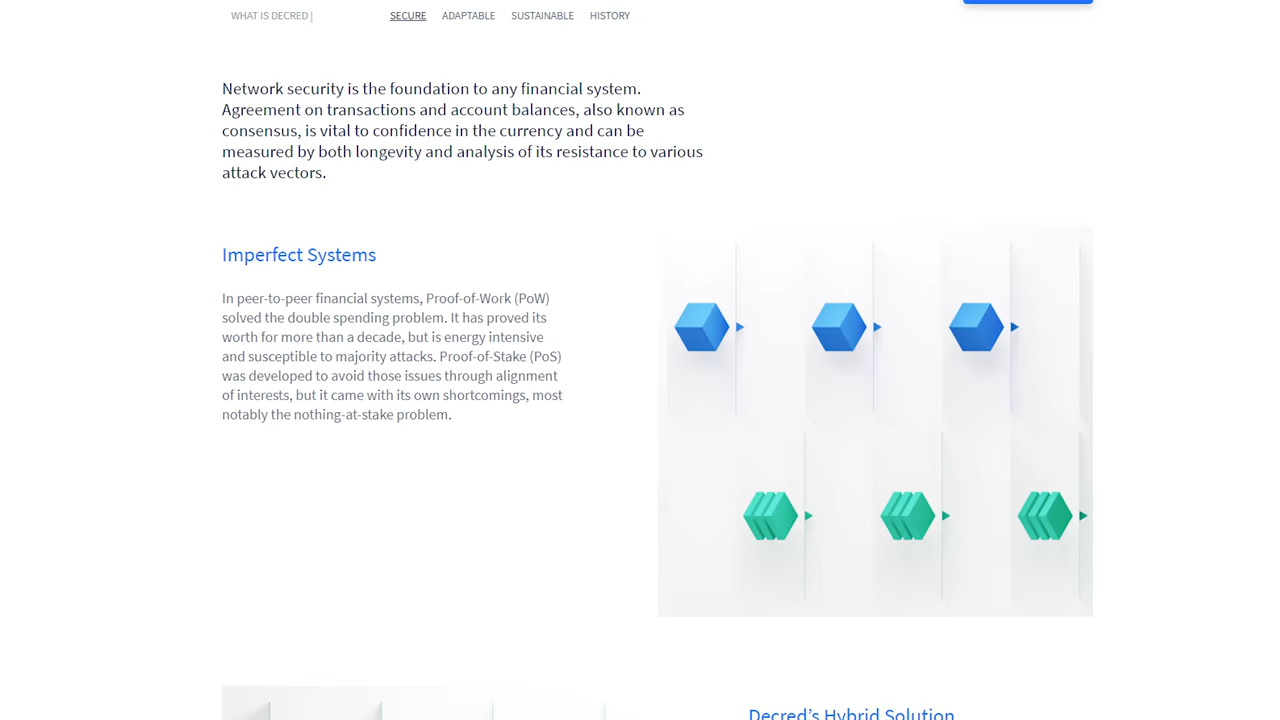 WHAT IS DECRED | SECURE ADAPTABLE SUSTAINABLE HISTORY
Network security is the foundation to any financial system.
Agreement on transactions and account balances, also known as
consensus, is vital to confidence in the currency and can be
measured by both longevity and analysis of its resistance to various
attack vectors.
Imperfect Systems
In peer-to-peer financial systems, Proof-of-Work (PoW)
solved the double spending problem. It has proved its
worth for more than a decade, but is energy intensive
and susceptible to majority attacks. Proof-of-Stake (PoS)
was developed to avoid those issues through alignment
of interests, but it came with its own shortcomings, most
notably the nothing-at-stake problem.
Decred’s Hybrid Solution